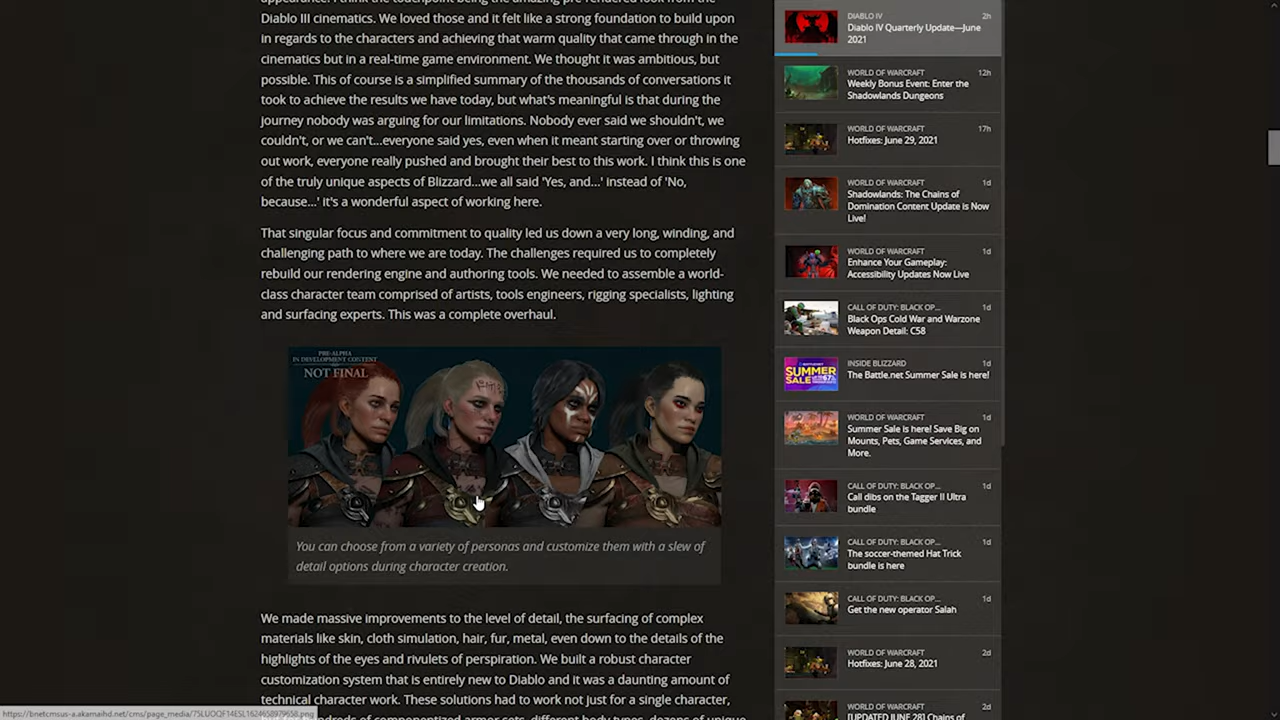 appearance. I think the touchpoint being the amazing pre-rendered look from the
Diablo III cinematics. We loved those and it felt like a strong foundation to build upon
in regards to the characters and achieving that warm quality that came through in the
cinematics but in a real-time game environment. We thought it was ambitious, but
possible. This of course is a simplified summary of the thousands of conversations it
took to achieve the results we have today, but what's meaningful is that during the
journey nobody was arguing for our limitations. Nobody ever said we shouldn't, we
couldn't, or we can't...everyone said yes, even when it meant starting over or throwing
out work, everyone really pushed and brought their best to this work. I think this is one
of the truly unique aspects of Blizzard...we all said 'Yes, and...' instead of 'No,
because...' it's a wonderful aspect of working here.
That singular focus and commitment to quality led us down a very long, winding, and
challenging path to where we are today. The challenges required us to completely
rebuild our rendering engine and authoring tools. We needed to assemble a world-
class character team comprised of artists, tools engineers, rigging specialists, lighting
and surfacing experts. This was a complete overhaul.
PRE-ALPHA
IN DEVELOPMENT CONTENT
NOT FINAL
You can choose from a variety of personas and customize them with a slew of
detail options during character creation.
We made massive improvements to the level of detail, the surfacing of complex
materials like skin, cloth simulation, hair, fur, metal, even down to the details of the
highlights of the eyes and rivulets of perspiration. We built a robust character
customization system that is entirely new to Diablo and it was a daunting amount of
technical character work. These solutions had to work not just for a single character,
hundreds of componentized armor sets, different body types, dozens of unique
DIABLO IV 2h
Diablo IV Quarterly Update—June
2021
WORLD OF WARCRAFT 12h
Weekly Bonus Event: Enter the
Shadowlands Dungeons
WORLD OF WARCRAFT 17h
Hotfixes: June 29, 2021
WORLD OF WARCRAFT 1d
Shadowlands: The Chains of
Domination Content Update is Now
Live!
WORLD OF WARCRAFT 1d
Enhance Your Gameplay:
Accessibility Updates Now Live
CALL OF DUTY: BLACK OP... 1d
Black Ops Cold War and Warzone
Weapon Detail: C58
SUMMER
SALE
INSIDE BLIZZARD 1d
The Battle.net Summer Sale is here!
WORLD OF WARCRAFT 1d
Summer Sale is here! Save Big on
Mounts, Pets, Game Services, and
More.
CALL OF DUTY: BLACK OP... 1d
Call dibs on the Tagger II Ultra
bundle
CALL OF DUTY: BLACK OP... 1d
The soccer-themed Hat Trick
bundle is here
CALL OF DUTY: BLACK OP... 1d
Get the new operator Salah
WORLD OF WARCRAFT 2d
Hotfixes: June 28, 2021
WORLD OF WARCRAFT 2d
[UPDATED JUNE 28] Chains of